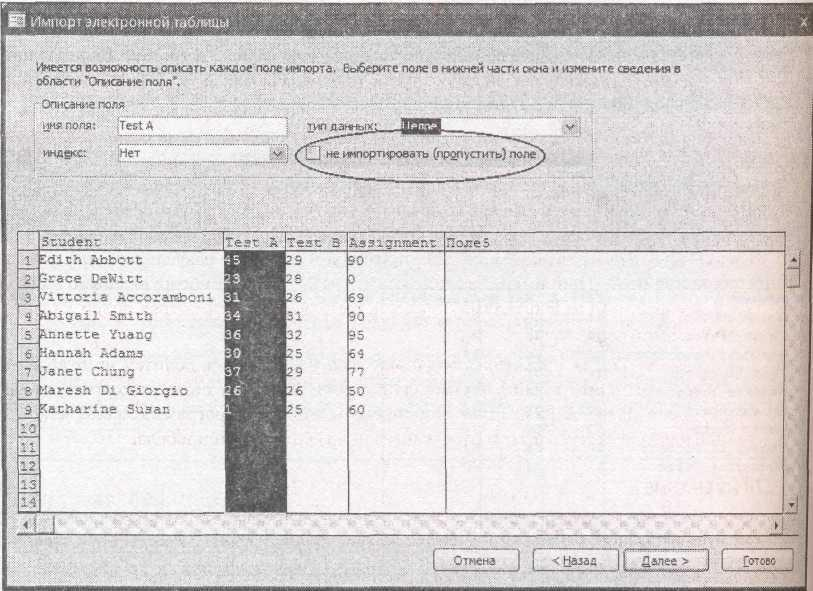 Импорт электронной таблицы
Имеется возможность описать каждое поле импорта. Выберите поле в нижней части окна и измените сведения в
области "Описание поля".
Описание поля
имя поля: Test A тип данных: Целое
индекс: Нет не импортировать (пропустить) поле
Student Test A Test B Assignment Поле5
1 Edith Abbott 45 29 90
2 Grace DeWitt 23 28 0
3 Vittoria Accoramboni 31 26 69
4 Abigail Smith 34 31 90
5 Annette Yuang 36 32 95
6 Hannah Adams 30 25 64
7 Janet Chung 37 29 77
8 Maresh Di Giorgio 26 26 50
9 Katharine Susan 1 25 60
10
11
12
13
14
Отмена < Назад Далее > Готово